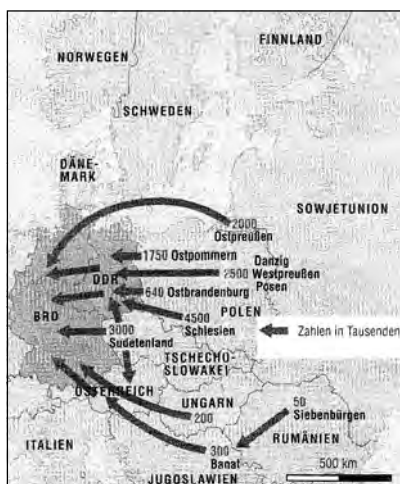 FINNLAND
NORWEGEN
SCHWEDEN
DÄNE-
MARK
SOWJETUNION
2000
Ostpreußen
1750 Ostpommern
Danzig
2500 Westpreußen
Posen
DDR
640 Ostbrandenburg
POLEN
4500
Schlesien
Zahlen in Tausenden
BRD
3000
Sudetenland
TSCHECHO-
SLOWAKEI
ÖSTERREICH
UNGARN
200
50
Siebenbürgen
RUMÄNIEN
ITALIEN
300
Banat
JUGOSLAWIEN
500 km